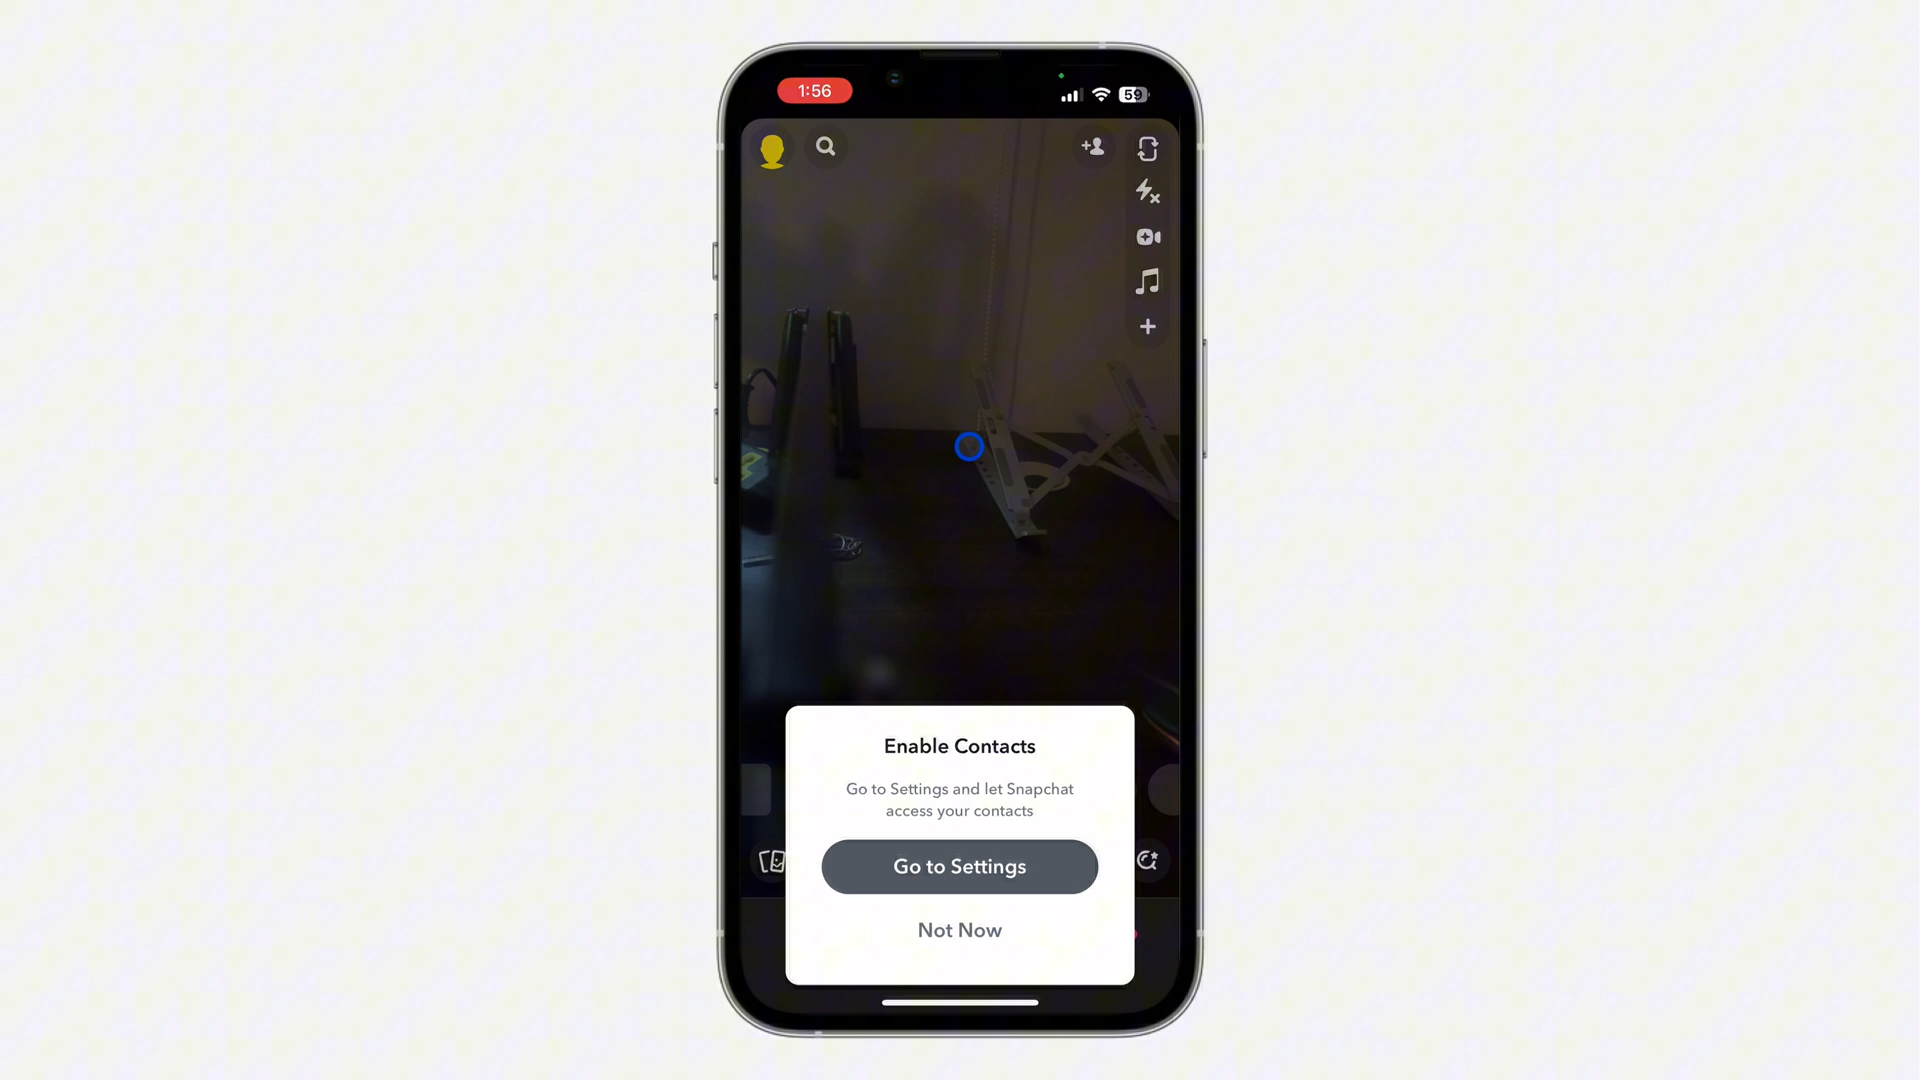 1:56
59
Enable Contacts
Go to Settings and let Snapchat
access your contacts
Go to Settings
Not Now